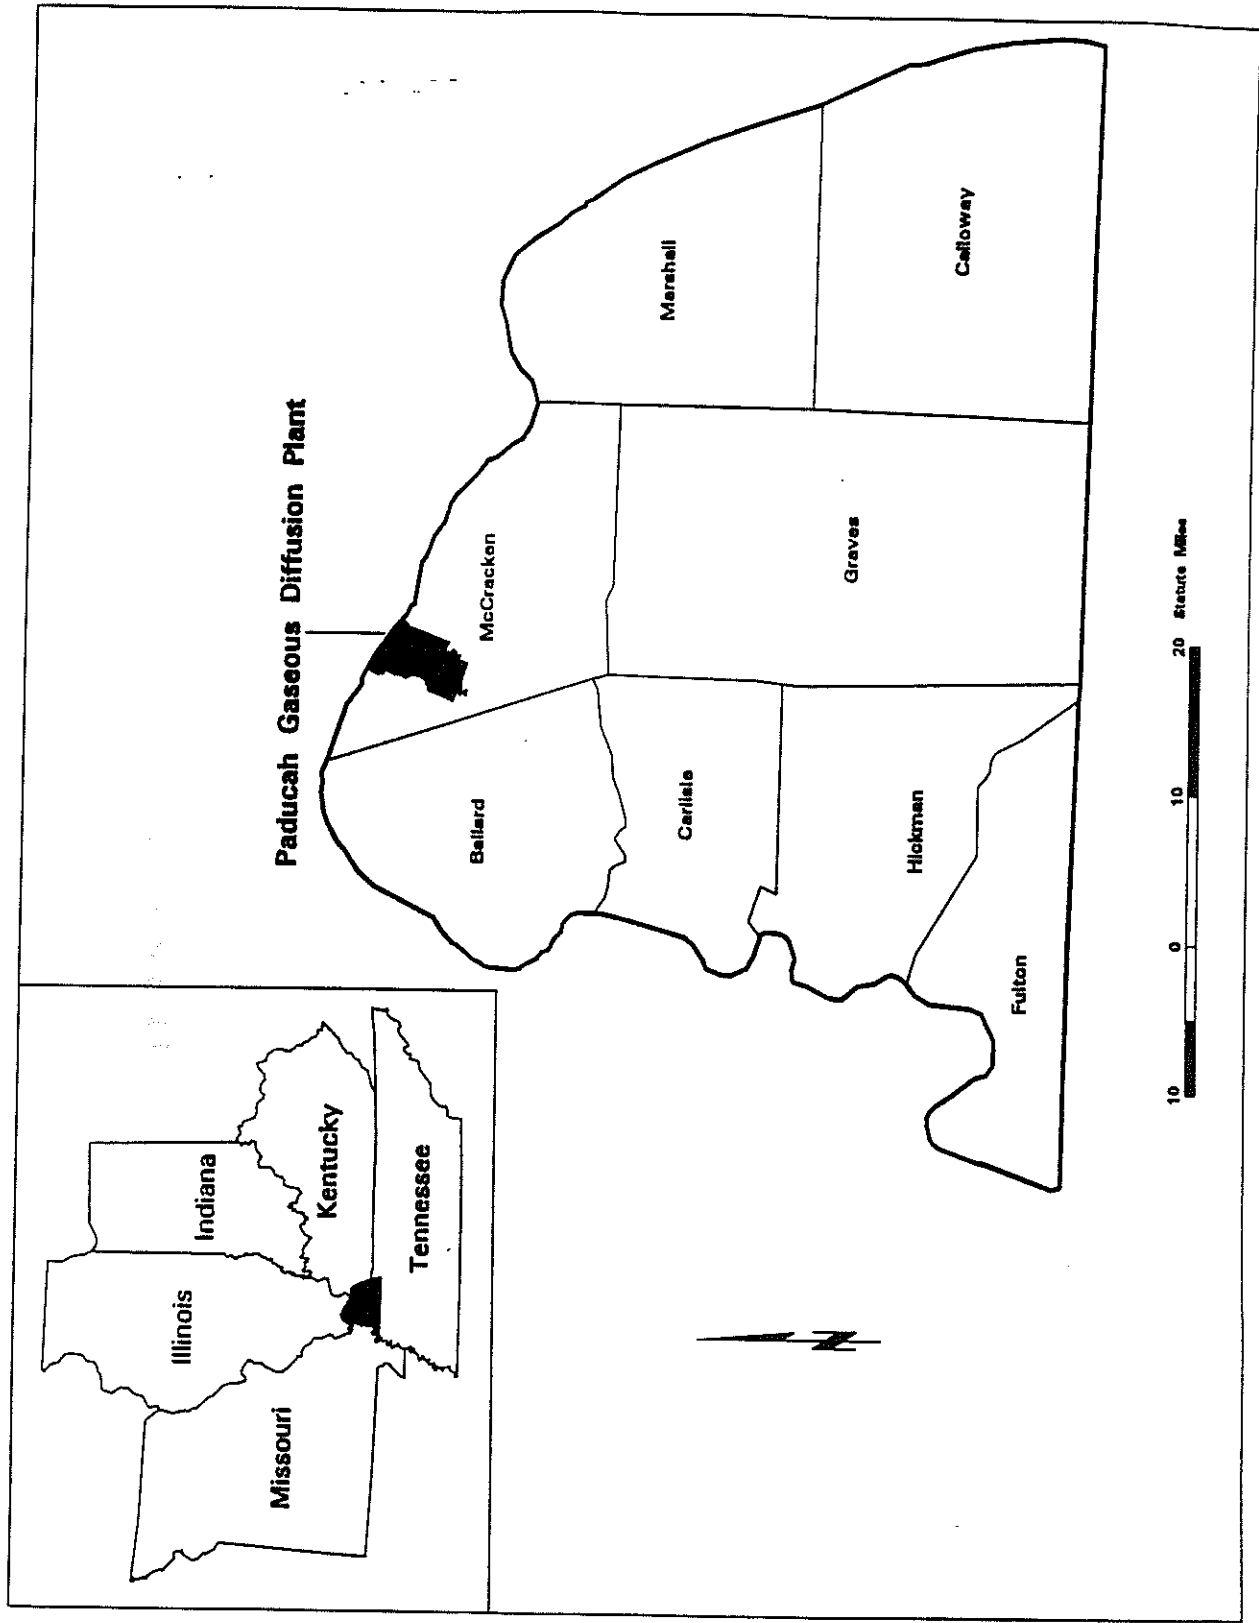 Missouri
Illinois
Indiana
Kentucky
Tennessee
Paducah Gaseous Diffusion Plant
Ballard
McCracken
Marshall
Carlisle
Graves
Calloway
Hickman
Fulton
N
10 0 10 20 Statute Miles